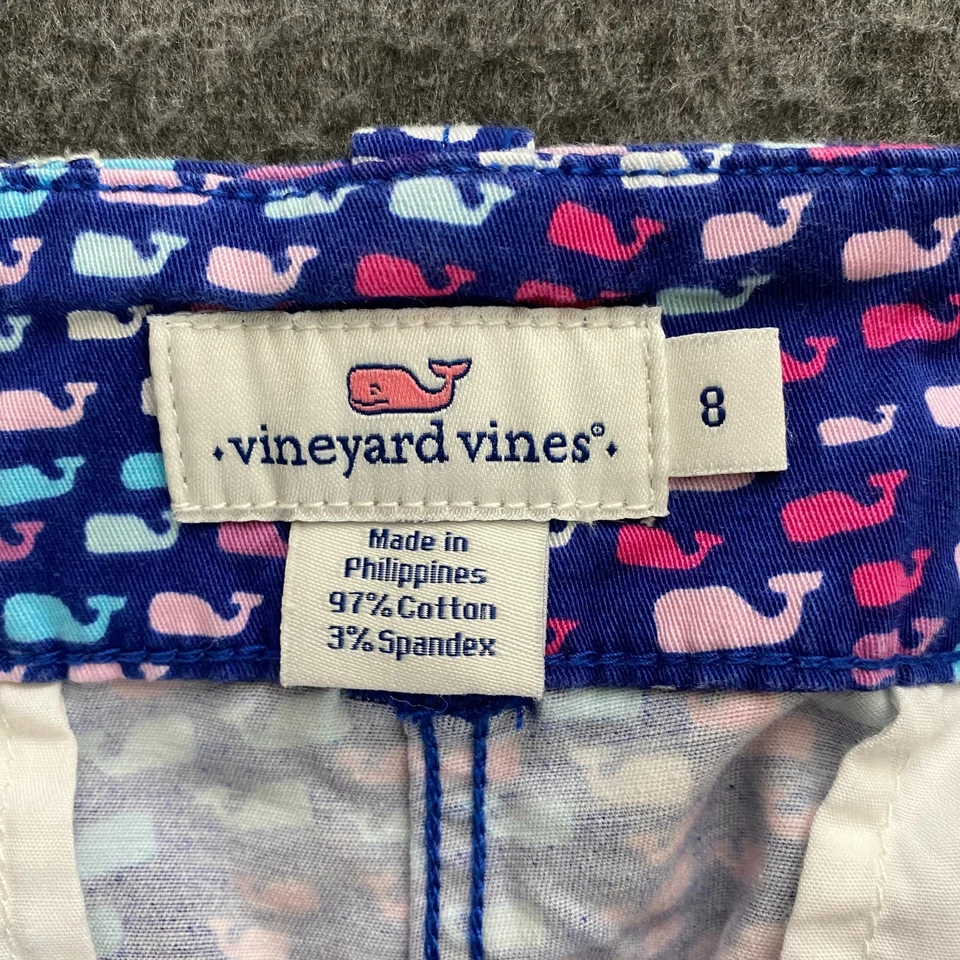 vineyard vines®
8
Made in
Philippines
97% Cotton
3% Spandex